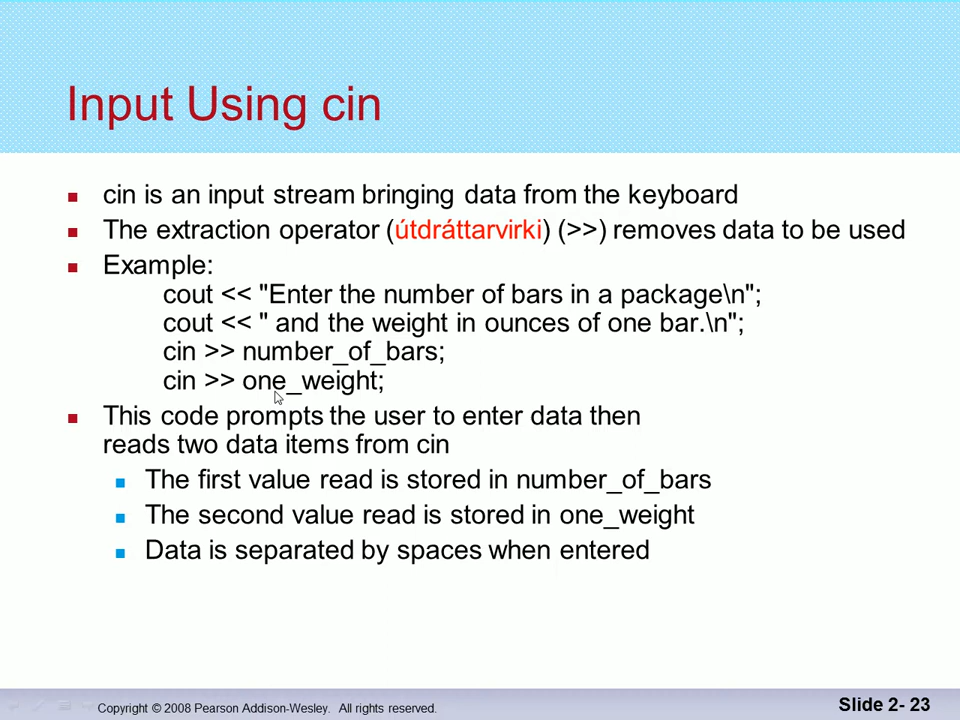 Input Using cin
cin is an input stream bringing data from the keyboard
The extraction operator (útdráttarvirki) (>>) removes data to be used
Example:
cout << "Enter the number of bars in a package\n";
cout << " and the weight in ounces of one bar.\n";
cin >> number_of_bars;
cin >> one_weight;
This code prompts the user to enter data then
reads two data items from cin
The first value read is stored in number_of_bars
The second value read is stored in one_weight
Data is separated by spaces when entered
Copyright © 2008 Pearson Addison-Wesley. All rights reserved.
Slide 2- 23